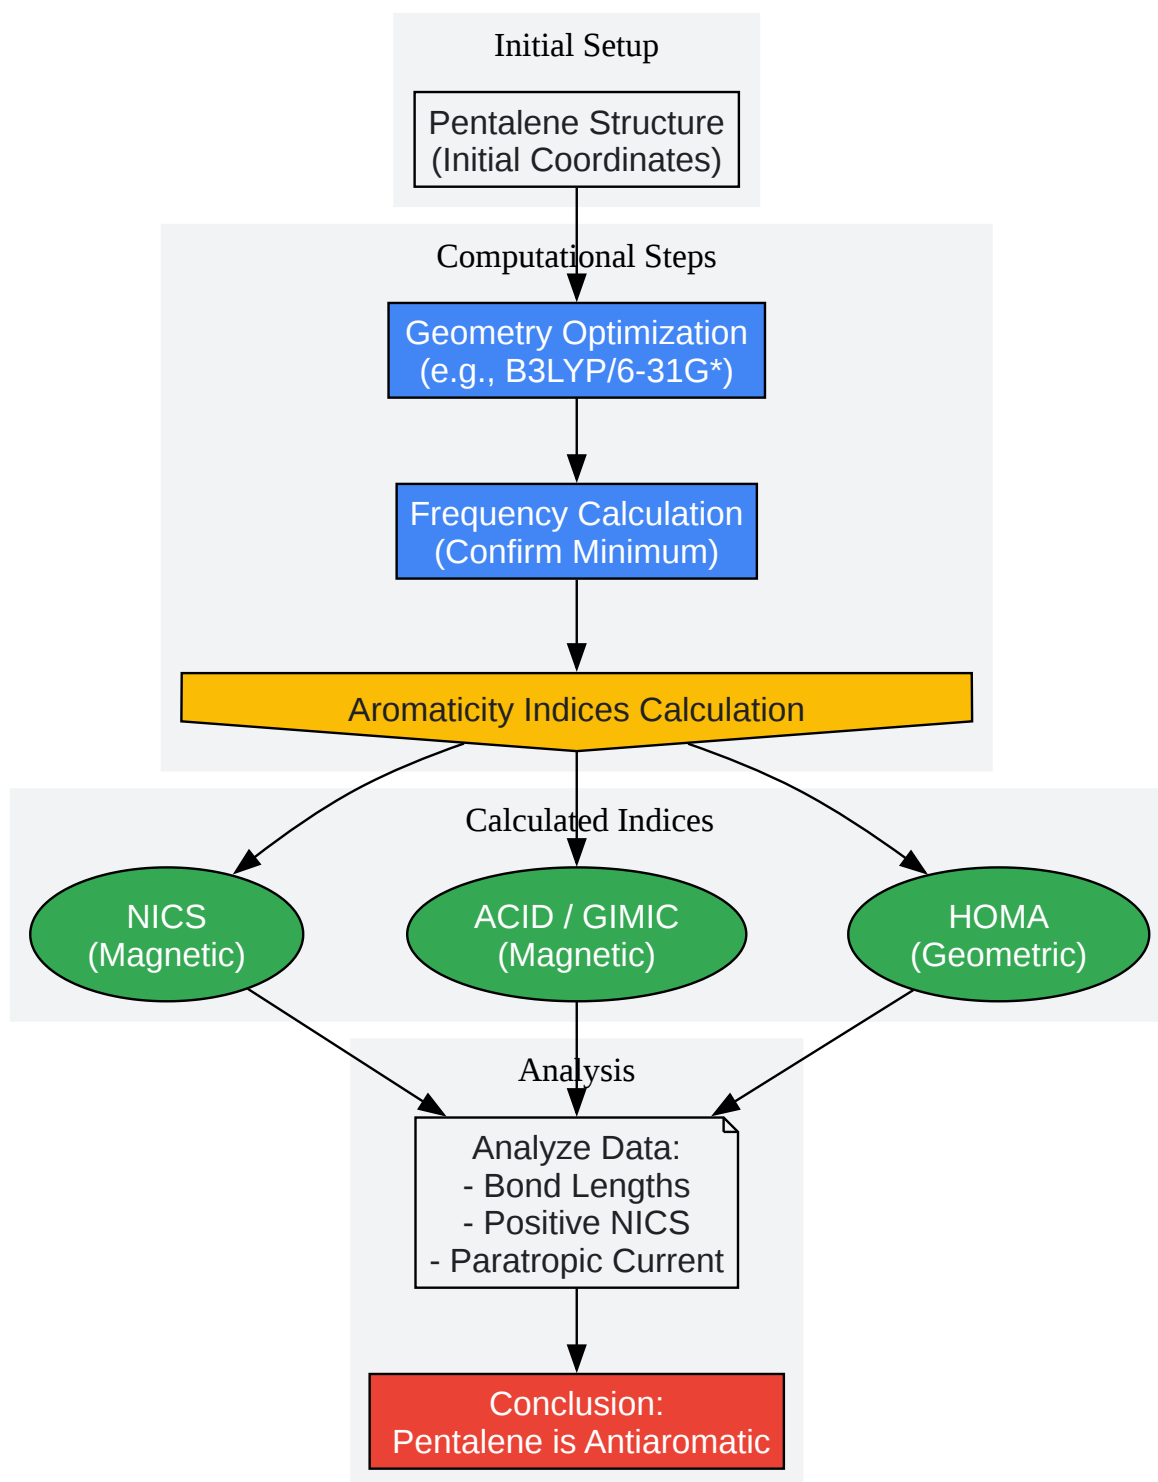 Initial Setup
Pentalene Structure
(Initial Coordinates)
Computational Steps
Geometry Optimization
(e.g., B3LYP/6-31G*)
Frequency Calculation
(Confirm Minimum)
Aromaticity Indices Calculation
Calculated Indices
NICS
(Magnetic)
ACID / GIMIC
(Magnetic)
HOMA
(Geometric)
Analysis
Analyze Data:
- Bond Lengths
- Positive NICS
- Paratropic Current
Conclusion:
Pentalene is Antiaromatic